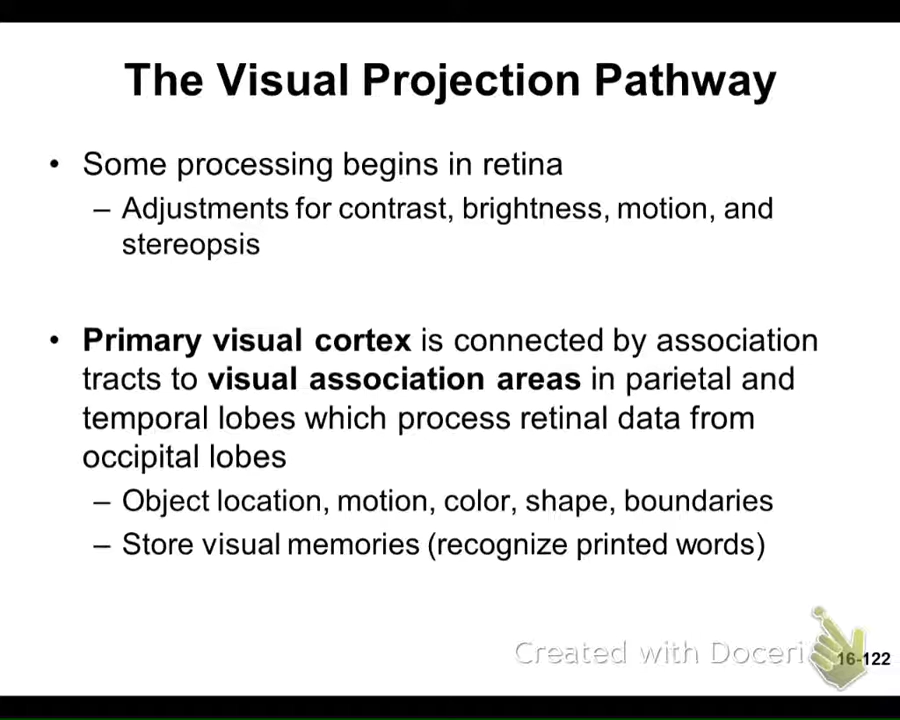 The Visual Projection Pathway
• Some processing begins in retina
– Adjustments for contrast, brightness, motion, and
stereopsis
• Primary visual cortex is connected by association
tracts to visual association areas in parietal and
temporal lobes which process retinal data from
occipital lobes
– Object location, motion, color, shape, boundaries
– Store visual memories (recognize printed words)
Created with Doceri
16-122